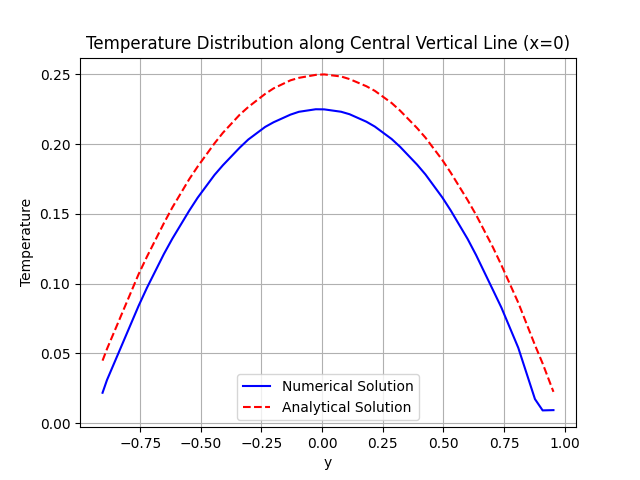 Temperature Distribution along Central Vertical Line (x=0)
0.25
0.20
0.15
0.10
0.05
0.00
Temperature
Numerical Solution
Analytical Solution
−0.75 −0.50 −0.25 0.00 0.25 0.50 0.75 1.00
y